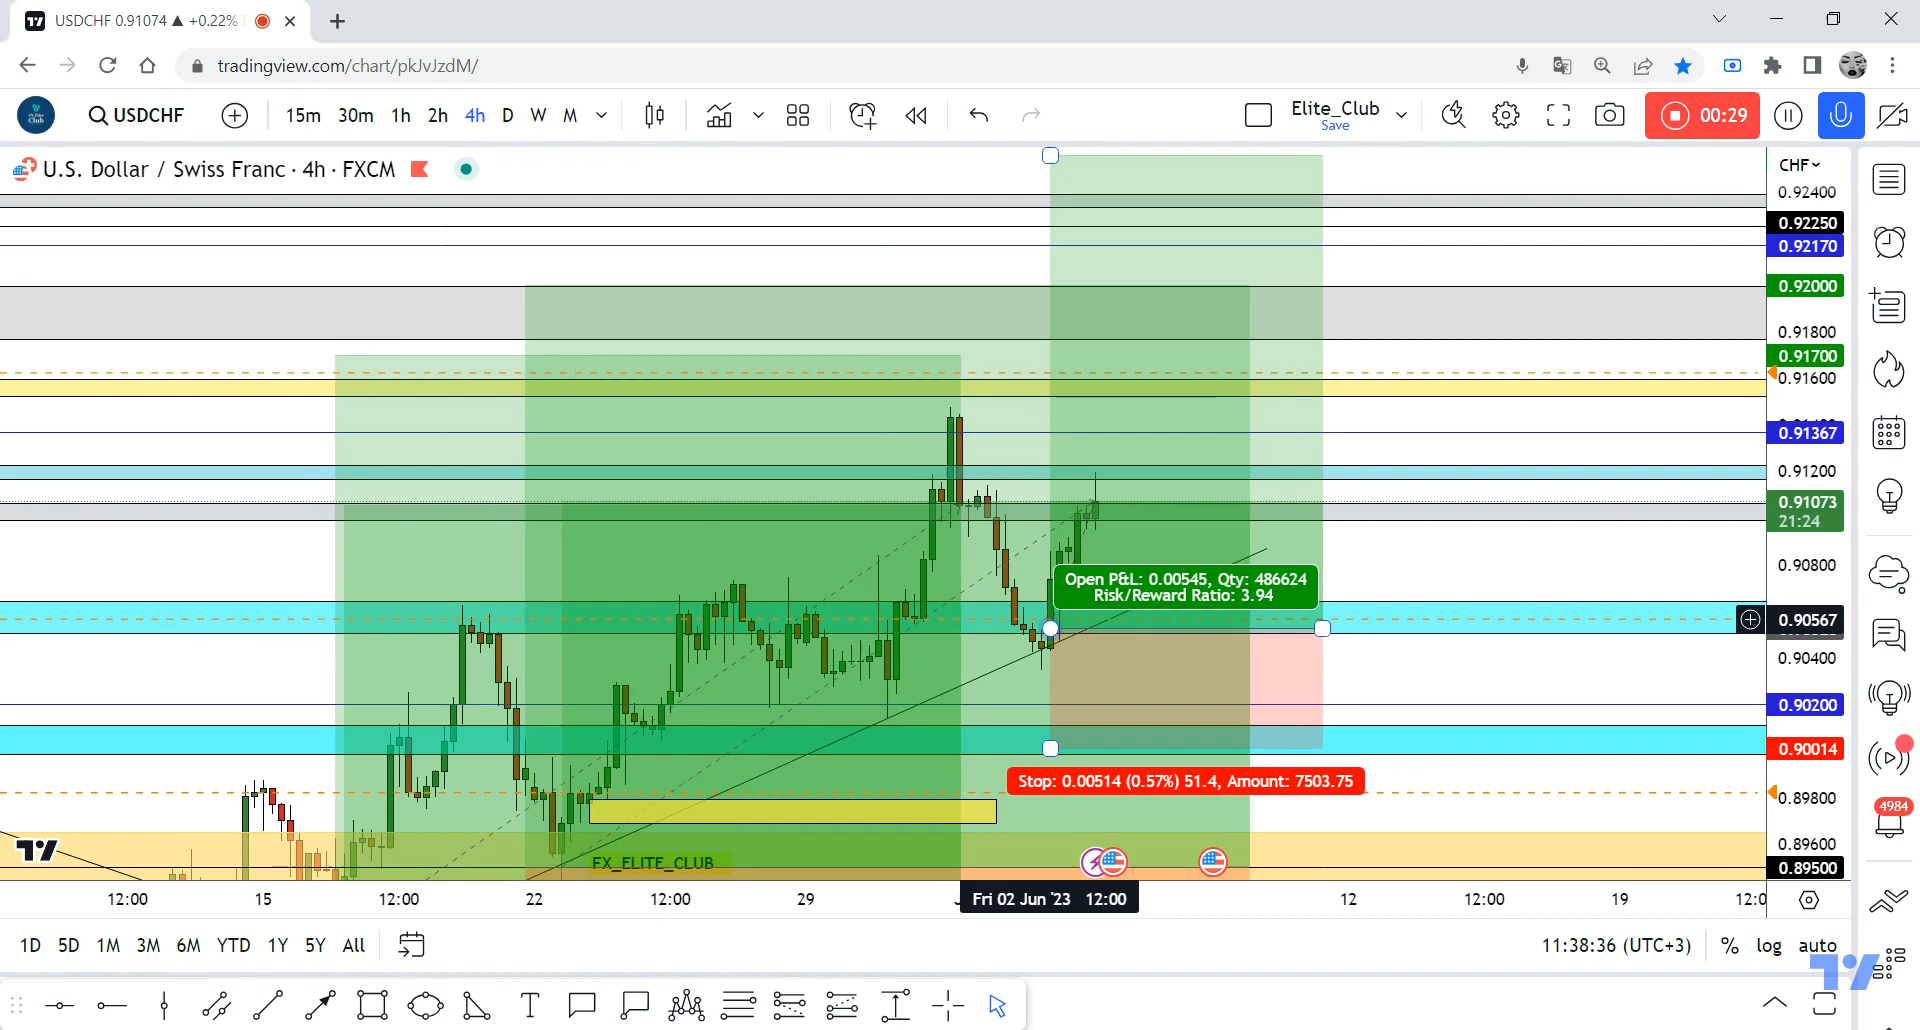 USDCHF 0.91074 ▲ +0.22%
tradingview.com/chart/pkJvJzdM/
USDCHF 15m 30m 1h 2h 4h D W M Elite_Club 00:29
Save
U.S. Dollar / Swiss Franc · 4h · FXCM
CHF
0.92400
0.92250
0.92170
0.92000
0.91800
0.91700
0.91600
0.91367
0.91200
0.91073
21:24
0.90800
Open P&L: 0.00545, Qty: 486624
Risk/Reward Ratio: 3.94
0.90567
0.90400
0.90200
0.90014
Stop: 0.00514 (0.57%) 51.4, Amount: 7503.75
0.89800
4984
0.89600
FX_ELITE_CLUB
0.89500
12:00 15 12:00 22 12:00 29 Fri 02 Jun '23 12:00 12 12:00 19
1D 5D 1M 3M 6M YTD 1Y 5Y All 11:38:36 (UTC+3) % log auto